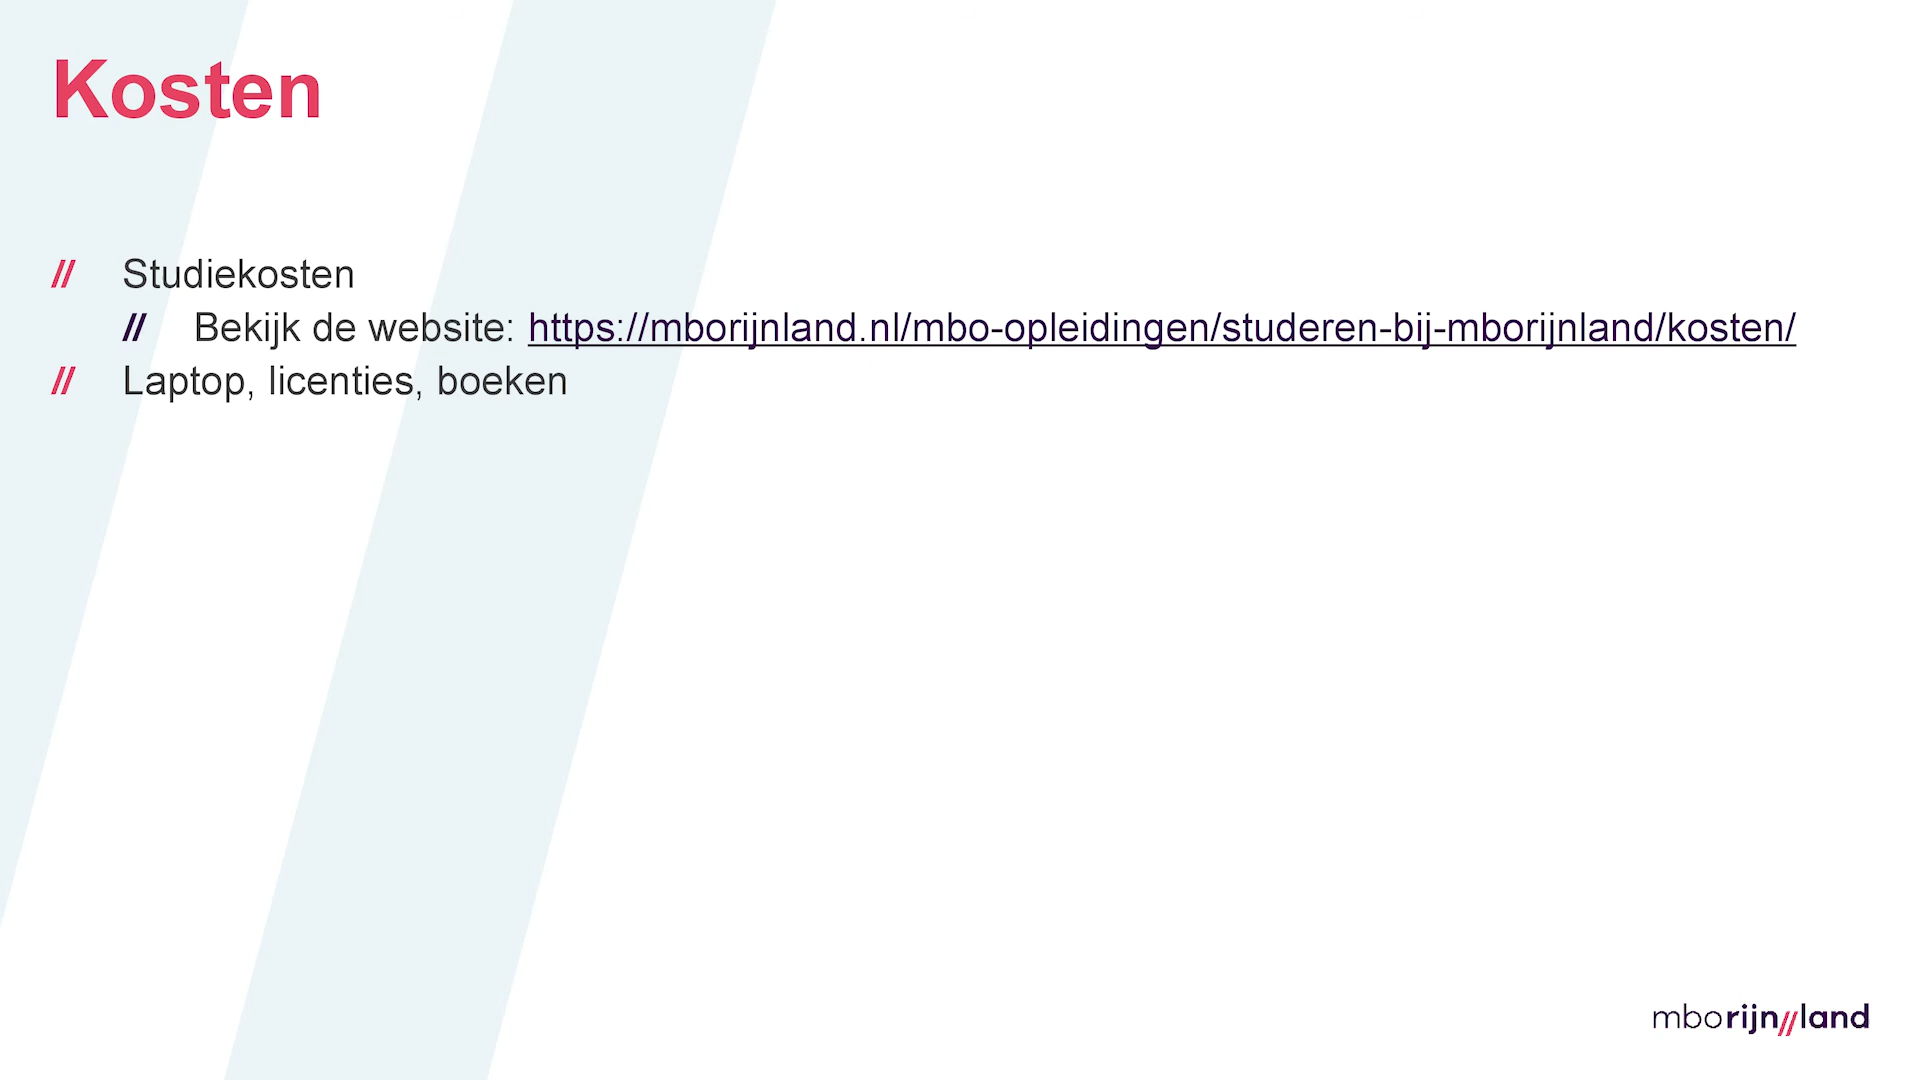 Kosten
// Studiekosten
// Bekijk de website: https://mborijnland.nl/mbo-opleidingen/studeren-bij-mborijnland/kosten/
// Laptop, licenties, boeken
mborijn//land